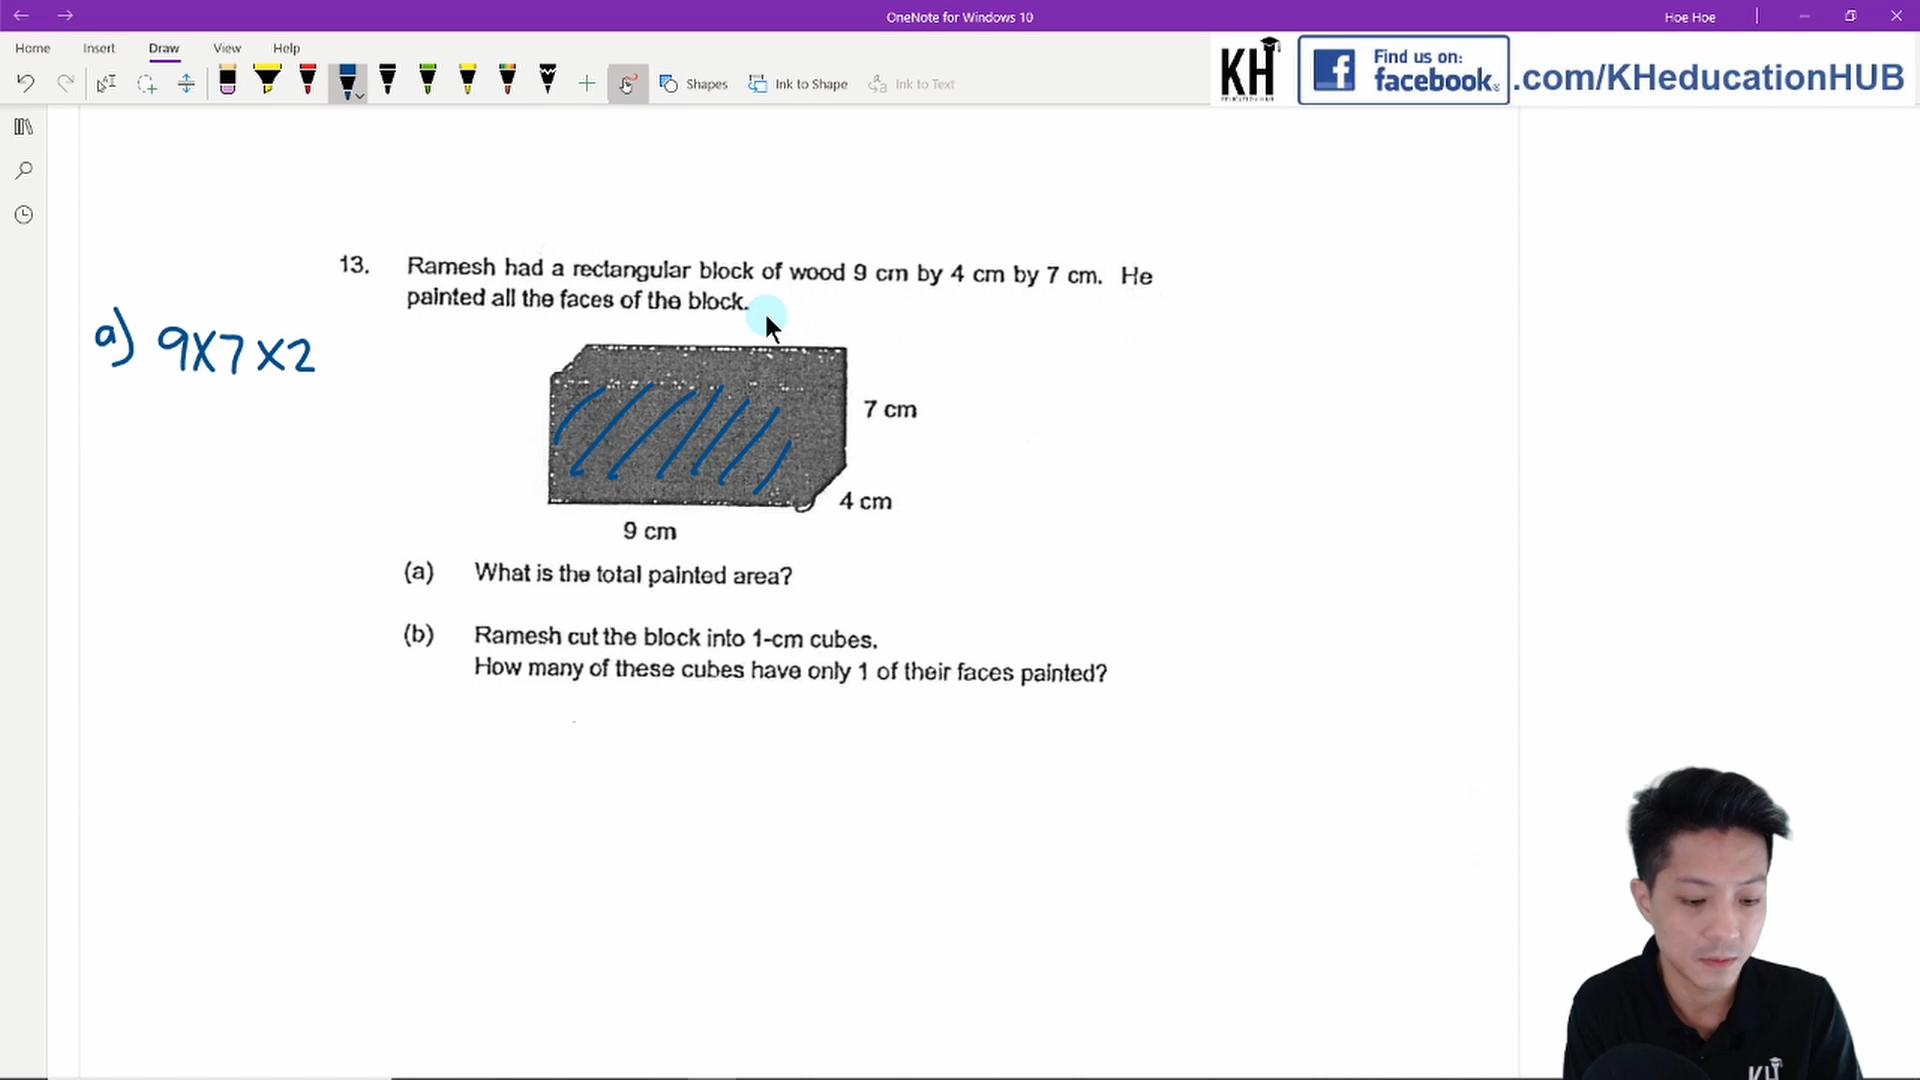 OneNote for Windows 10
Hoe Hoe
Home Insert Draw View Help
Shapes Ink to Shape Ink to Text
KH
Find us on:
facebook.com/KHeducationHUB
13. Ramesh had a rectangular block of wood 9 cm by 4 cm by 7 cm. He
painted all the faces of the block.
a) 9X7X2
7 cm
4 cm
9 cm
(a) What is the total painted area?
(b) Ramesh cut the block into 1-cm cubes.
How many of these cubes have only 1 of their faces painted?
KH